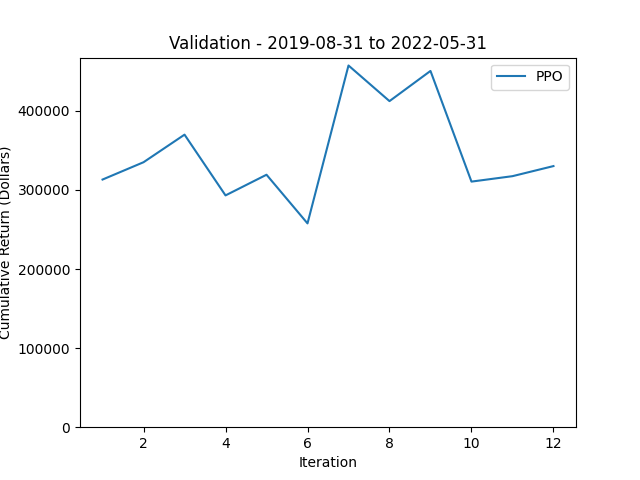 Validation - 2019-08-31 to 2022-05-31
PPO
Cumulative Return (Dollars)
400000
300000
200000
100000
0
2 4 6 8 10 12
Iteration